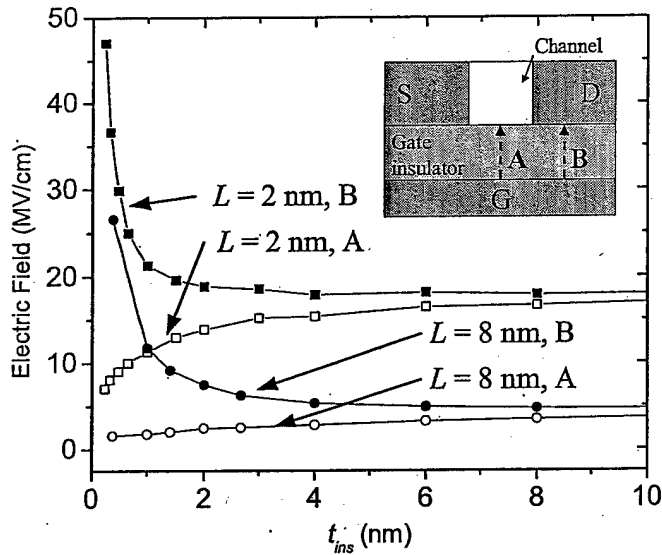 50
40
30
20
10
0
Electric Field (MV/cm)
0 2 4 6 8 10
t_ins (nm)
Channel
S
D
Gate
insulator
A
B
G
L = 2 nm, B
L = 2 nm, A
L = 8 nm, B
L = 8 nm, A